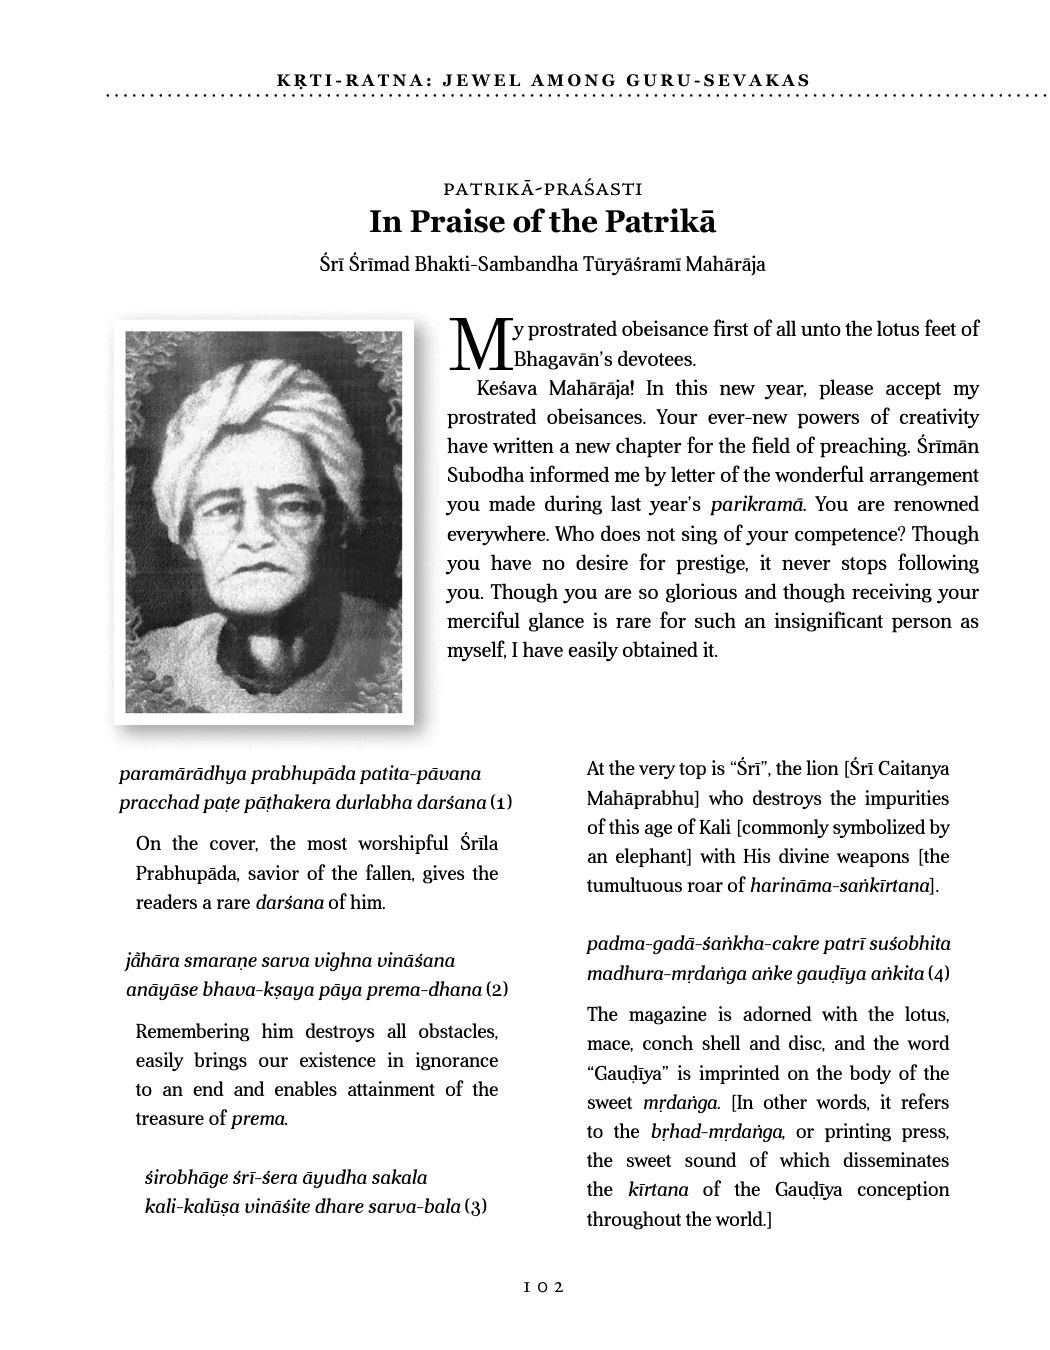 KṚTI-RATNA: JEWEL AMONG GURU-SEVAKAS
PATRIKĀ-PRAŚASTI
In Praise of the Patrikā
Śrī Śrīmad Bhakti-Sambandha Tūryāśramī Mahārāja
My prostrated obeisance first of all unto the lotus feet of
Bhagavān’s devotees.
Keśava Mahārāja! In this new year, please accept my
prostrated obeisances. Your ever-new powers of creativity
have written a new chapter for the field of preaching. Śrīmān
Subodha informed me by letter of the wonderful arrangement
you made during last year’s parikramā. You are renowned
everywhere. Who does not sing of your competence? Though
you have no desire for prestige, it never stops following
you. Though you are so glorious and though receiving your
merciful glance is rare for such an insignificant person as
myself, I have easily obtained it.
paramārādhya prabhupāda patita-pāvana
pracchad paṭe pāṭhakera durlabha darśana (1)
On the cover, the most worshipful Śrīla
Prabhupāda, savior of the fallen, gives the
readers a rare darśana of him.
jā̐hāra smaraṇe sarva vighna vināśana
anāyāse bhava-kṣaya pāya prema-dhana (2)
Remembering him destroys all obstacles,
easily brings our existence in ignorance
to an end and enables attainment of the
treasure of prema.
śirobhāge śrī-śera āyudha sakala
kali-kalūṣa vināśite dhare sarva-bala (3)
At the very top is “Śrī”, the lion [Śrī Caitanya
Mahāprabhu] who destroys the impurities
of this age of Kali [commonly symbolized by
an elephant] with His divine weapons [the
tumultuous roar of harināma-saṅkīrtana].
padma-gadā-śaṅkha-cakre patrī suśobhita
madhura-mṛdaṅga aṅke gauḍīya aṅkita (4)
The magazine is adorned with the lotus,
mace, conch shell and disc, and the word
“Gauḍīya” is imprinted on the body of the
sweet mṛdaṅga. [In other words, it refers
to the bṛhad-mṛdaṅga, or printing press,
the sweet sound of which disseminates
the kīrtana of the Gauḍīya conception
throughout the world.]
102